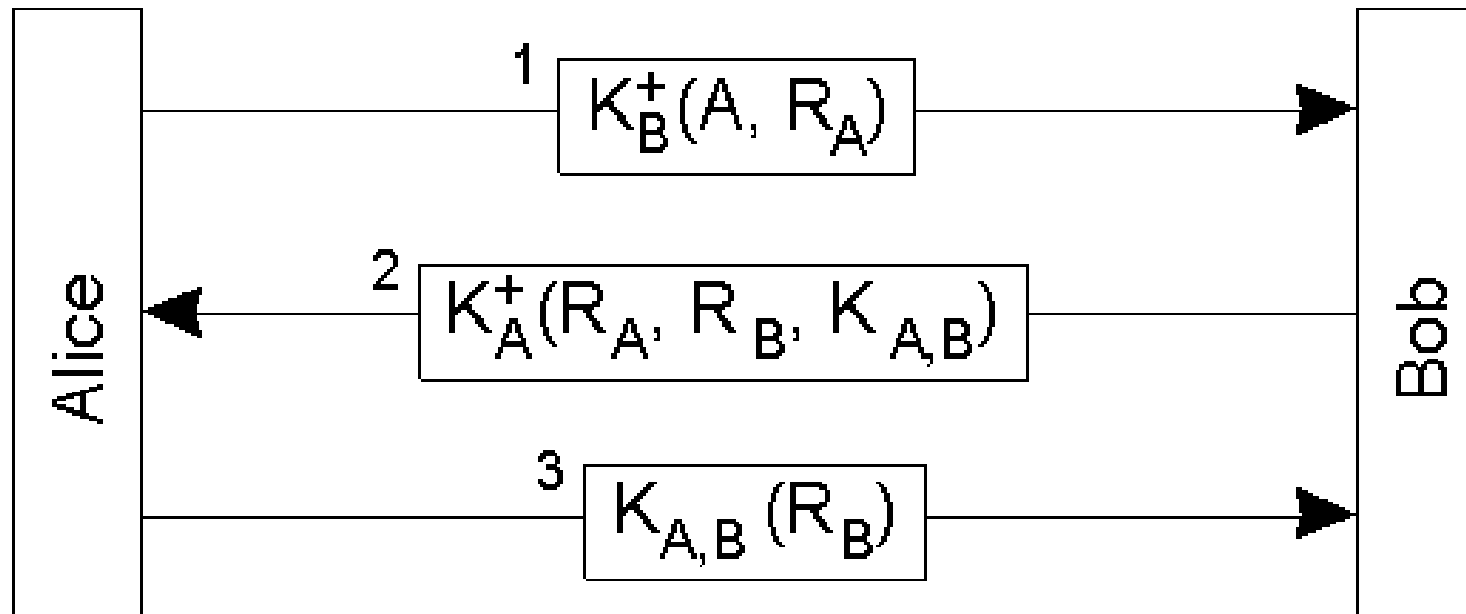 1
K_B^+(A, R_A)
2
K_A^+(R_A, R_B, K_A,B)
Alice
Bob
3
K_A,B (R_B)